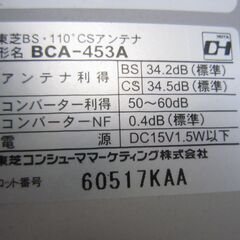 東芝BS・110°CSアンテナ
形名 BCA-453A
アンテナ利得 BS 34.2dB (標準)
CS 34.5dB (標準)
コンバーター利得 50~60dB
コンバーターNF 0.4dB (標準)
電源 DC15V1.5W以下
東芝コンシューママーケティング株式会社
ロット番号 60517KAA